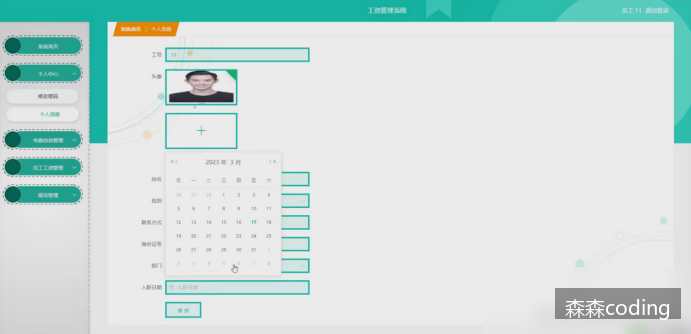 工资管理系统
员工 11 退出登录
系统首页
个人中心
修改密码
个人信息
考勤信息管理
员工工资管理
留言管理
系统首页 : 个人信息
工号
11
头像
+
2023 年 3 月
日 一 二 三 四 五 六
26 27 28 1 2 3 4
5 6 7 8 9 10 11
12 13 14 15 16 17 18
19 20 21 22 23 24 25
26 27 28 29 30 31 1
2 3 4 5 6 7 8
姓名
性别
联系方式
身份证号
部门
入职日期
入职日期
修改
森森coding